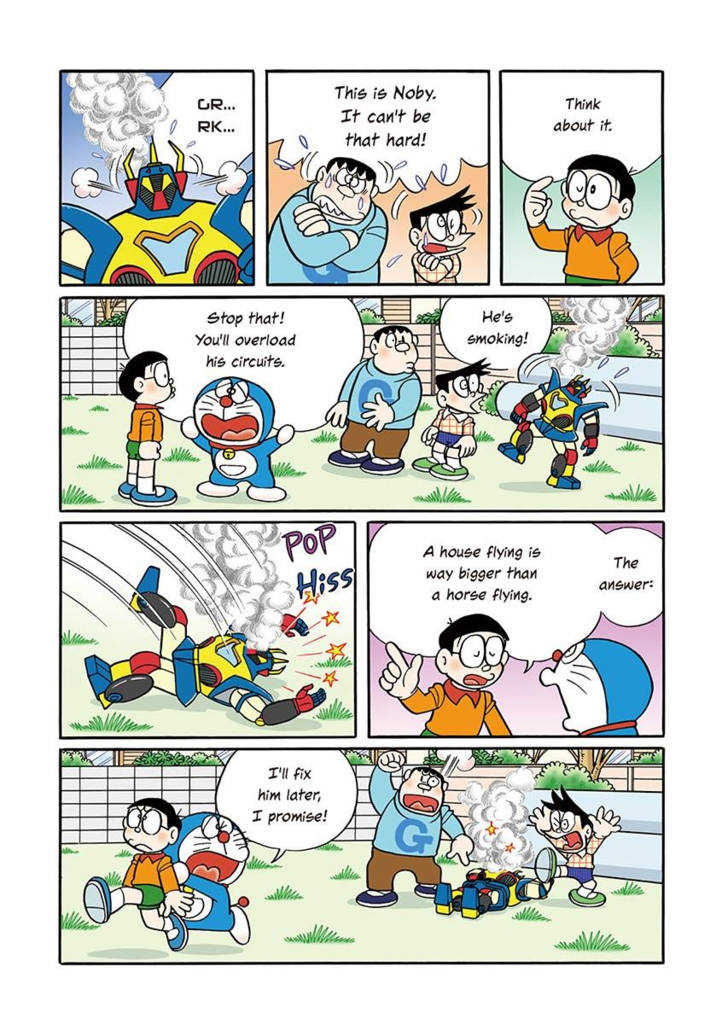 GR...
RK...
This is Noby.
It can't be
that hard!
Think
about it.
Stop that!
You'll overload
his circuits.
He's
smoking!
G
POP
HISS
A house flying is
way bigger than
a horse flying.
The
answer:
I'll fix
him later,
I promise!
G